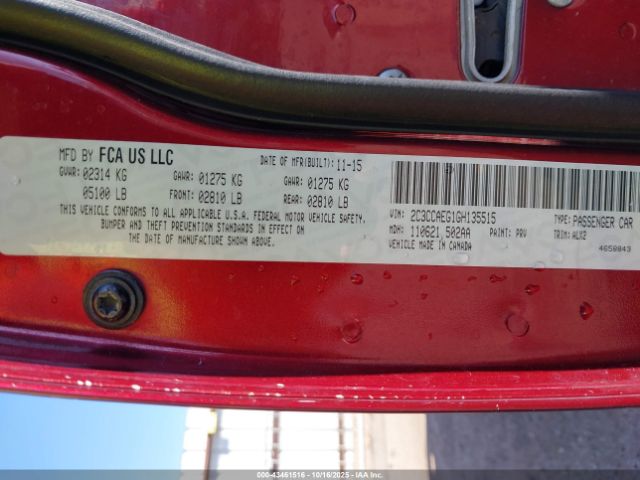 MFD BY FCA US LLC DATE OF MFR(BUILT): 11-15
GVWR: 02314 KG GAWR: 01275 KG GAWR: 01275 KG
05100 LB FRONT: 02810 LB REAR: 02810 LB
THIS VEHICLE CONFORMS TO ALL APPLICABLE U.S.A. FEDERAL MOTOR VEHICLE SAFETY,
BUMPER AND THEFT PREVENTION STANDARDS IN EFFECT ON
THE DATE OF MANUFACTURE SHOWN ABOVE.
VIN: 2C3CCAEG1GH135515 TYPE: PASSENGER CAR
MDH: 110621 502AA PAINT: PRV TRIM: ALX2
VEHICLE MADE IN CANADA 4658043
000-43461516 - 10/16/2025 - IAA Inc.